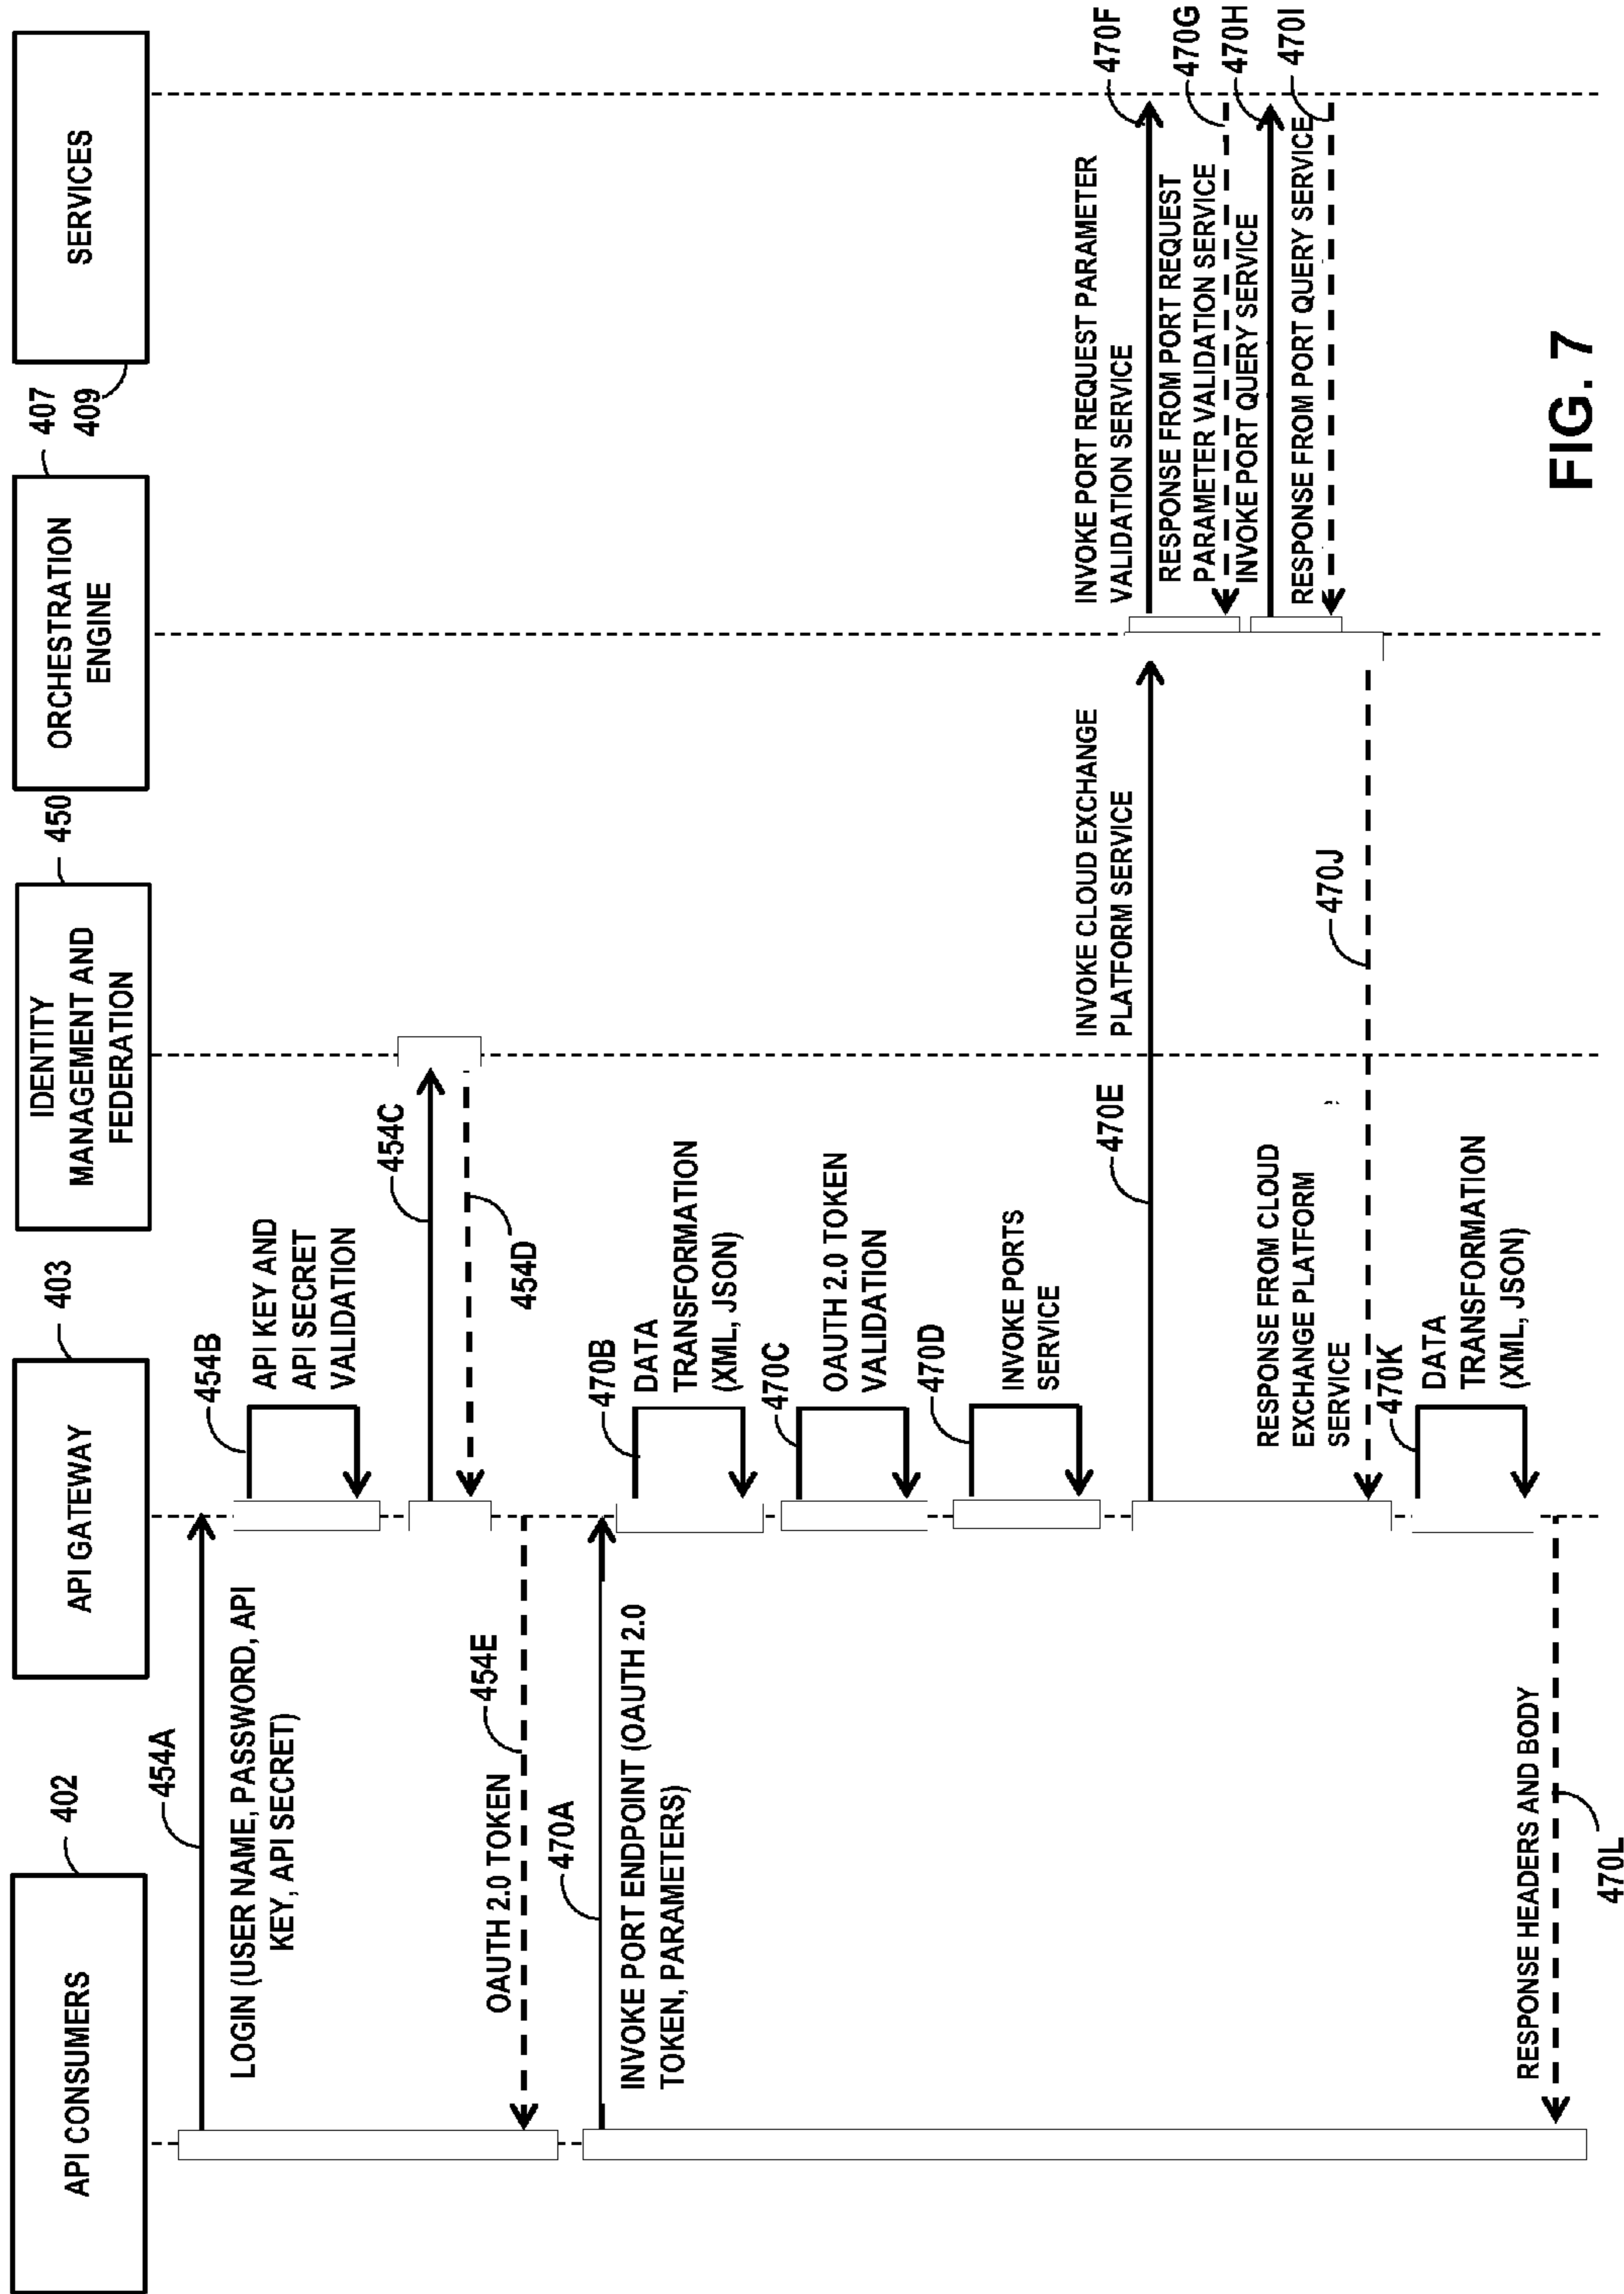 API CONSUMERS
402
API GATEWAY
403
IDENTITY
MANAGEMENT AND
FEDERATION
450
ORCHESTRATION
ENGINE
407
SERVICES
409
454A
LOGIN (USER NAME, PASSWORD, API
KEY, API SECRET)
454B
API KEY AND
API SECRET
VALIDATION
454C
454D
454E
OAUTH 2.0 TOKEN
470A
INVOKE PORT ENDPOINT (OAUTH 2.0
TOKEN, PARAMETERS)
470B
DATA
TRANSFORMATION
(XML, JSON)
470C
OAUTH 2.0 TOKEN
VALIDATION
470D
INVOKE PORTS
SERVICE
470E
INVOKE CLOUD EXCHANGE
PLATFORM SERVICE
INVOKE PORT REQUEST PARAMETER
VALIDATION SERVICE
470F
RESPONSE FROM PORT REQUEST
PARAMETER VALIDATION SERVICE
470G
INVOKE PORT QUERY SERVICE
470H
RESPONSE FROM PORT QUERY SERVICE
470I
RESPONSE FROM CLOUD
EXCHANGE PLATFORM
SERVICE
470J
470K
DATA
TRANSFORMATION
(XML, JSON)
RESPONSE HEADERS AND BODY
470L
FIG. 7